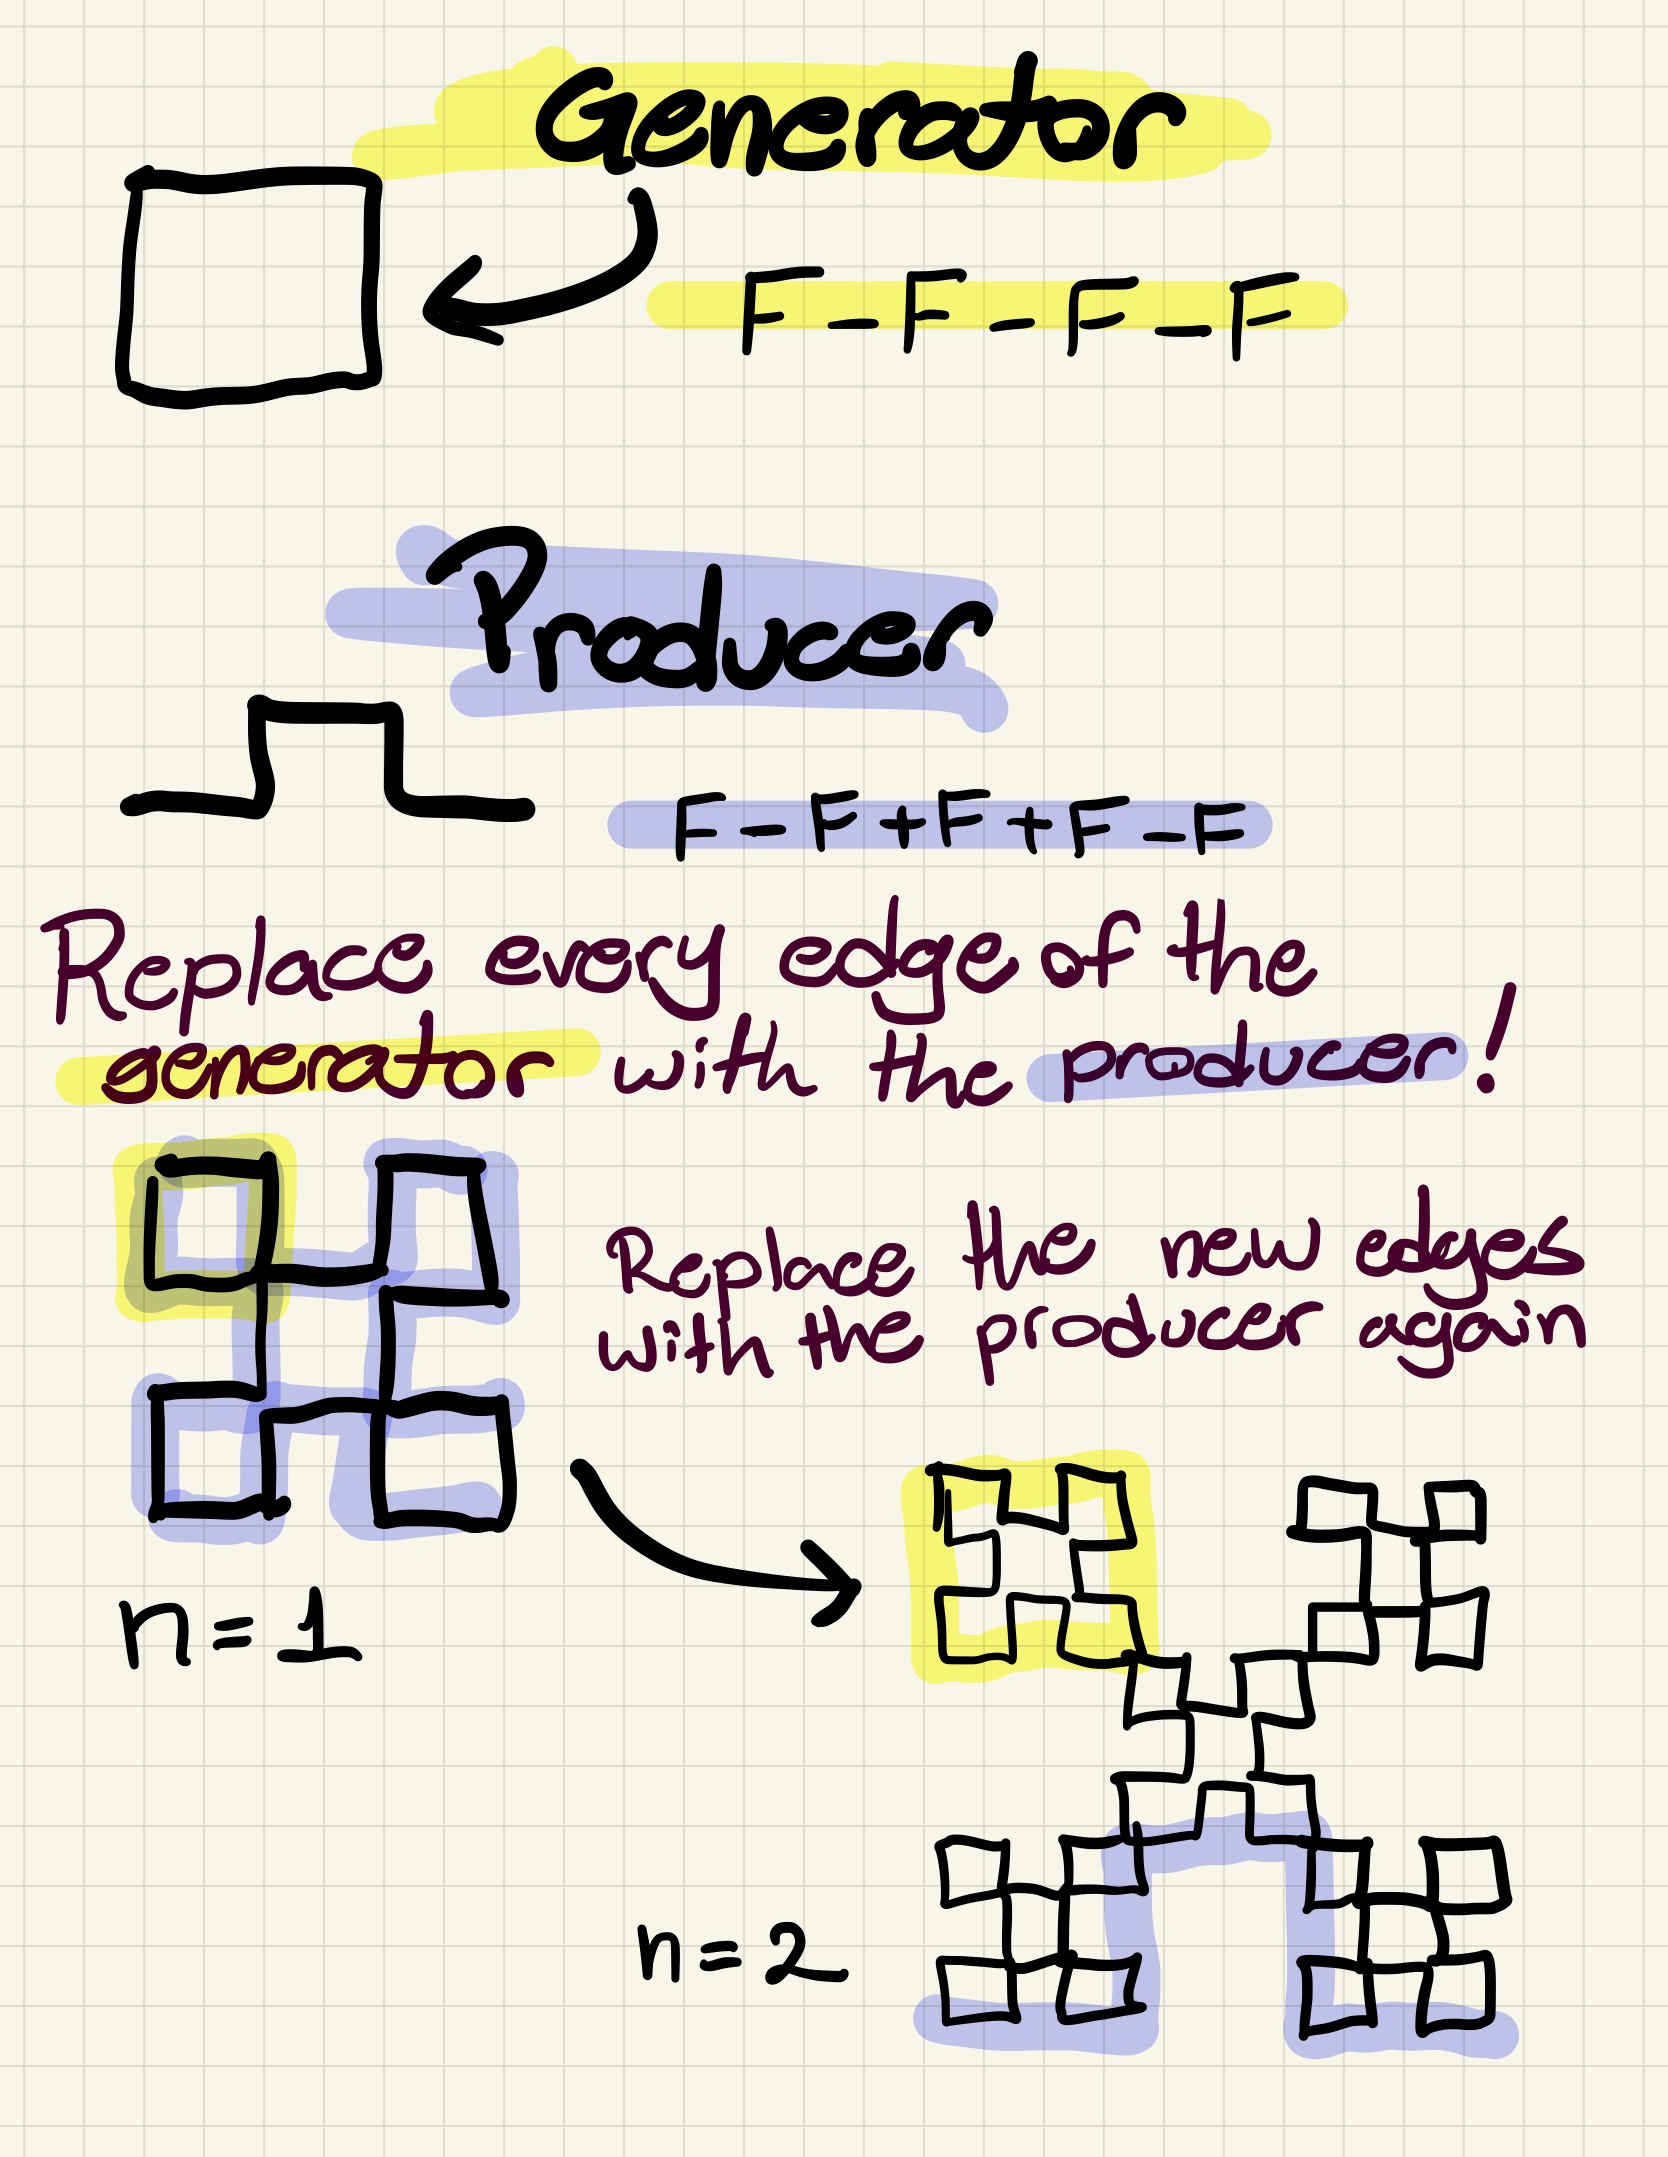 Generator
F-F-F-F
Producer
F-F+F+F-F
Replace every edge of the
generator with the producer!
Replace the new edges
with the producer again
n=1
n=2